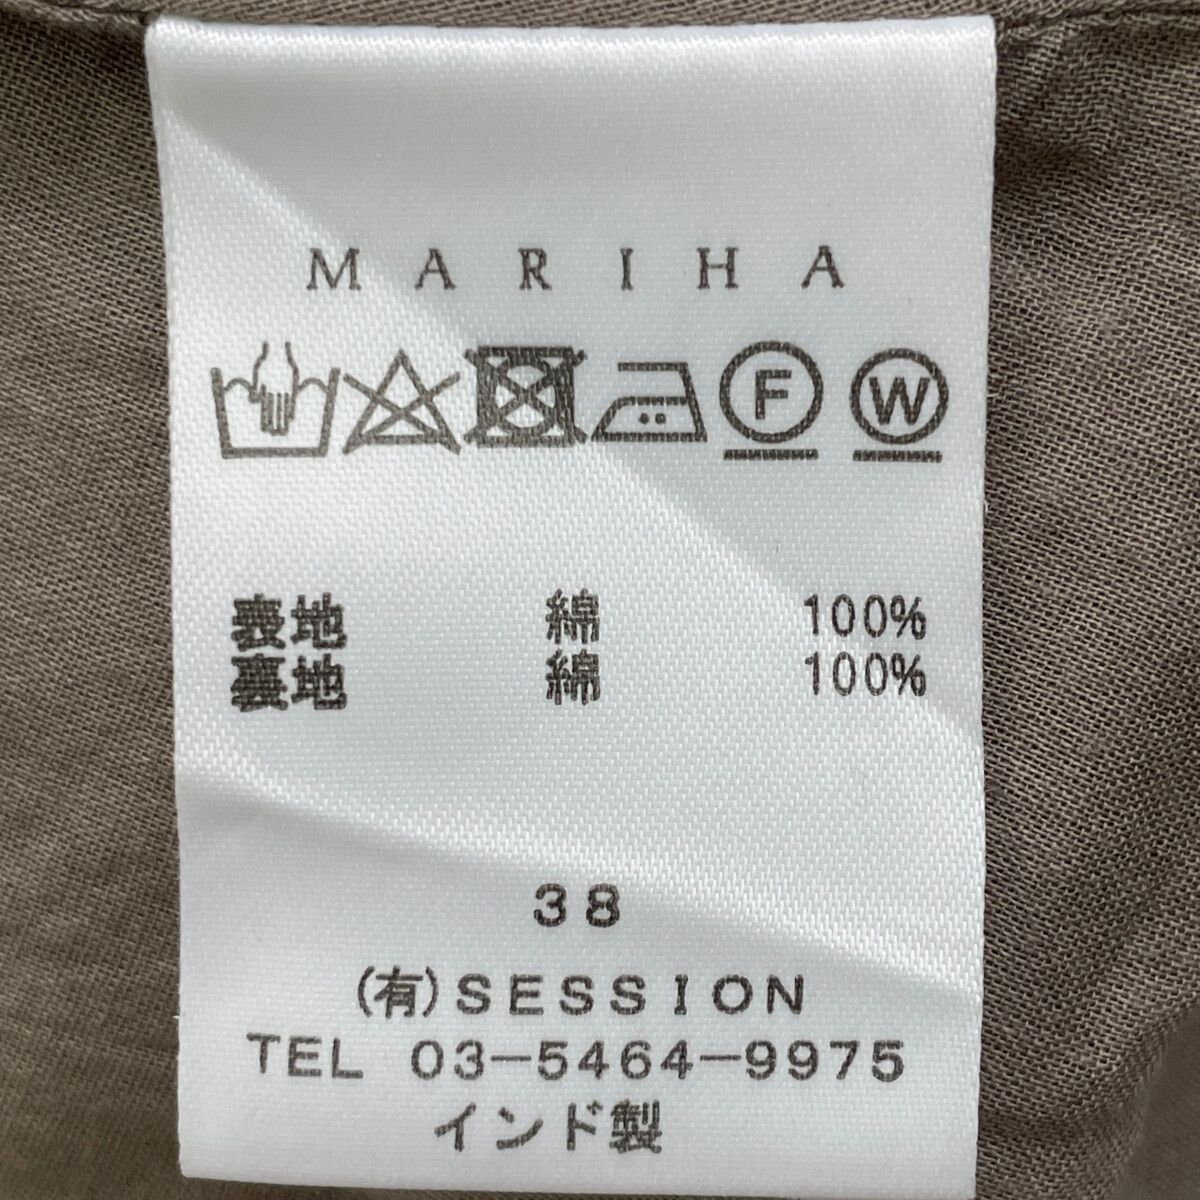 MARIHA
F W
表地 綿 100%
裏地 綿 100%
38
(有)SESSION
TEL 03-5464-9975
インド製